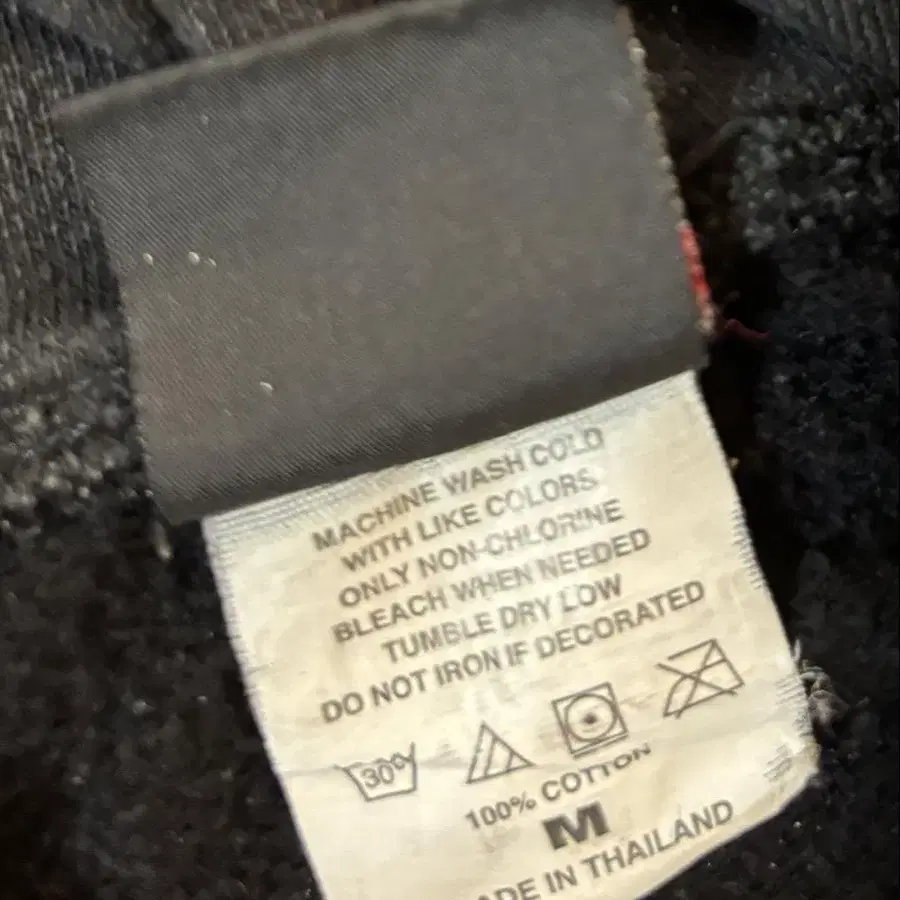 MACHINE WASH COLD
WITH LIKE COLORS
ONLY NON-CHLORINE
BLEACH WHEN NEEDED
TUMBLE DRY LOW
DO NOT IRON IF DECORATED
30°
100% COTTON
M
ADE IN THAILAND